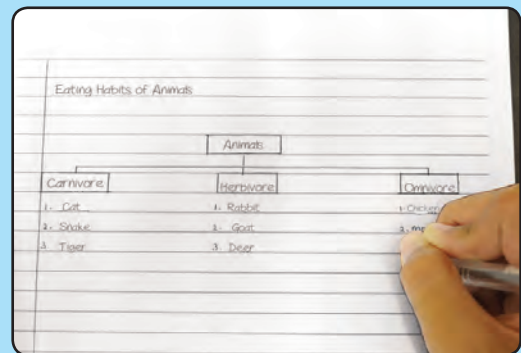 Eating Habits of Animals
Animals
Carnivore Herbivore Omnivore
1. Cat 1. Rabbit 1. Chicken
2. Snake 2. Goat 2.
3 Tiger 3. Deer